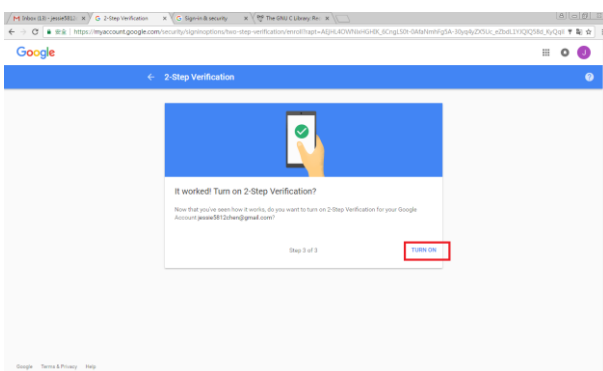 2-Step Verification
Sign-in & security
The GNU C Library: Re
https://myaccount.google.com/security/signinoptions/two-step-verification/enroll?rapt=
Google
J
← 2-Step Verification
It worked! Turn on 2-Step Verification?
Now that you've seen how it works, do you want to turn on 2-Step Verification for your Google
Account jessie5812chen@gmail.com?
Step 3 of 3 TURN ON
Google Terms & Privacy Help